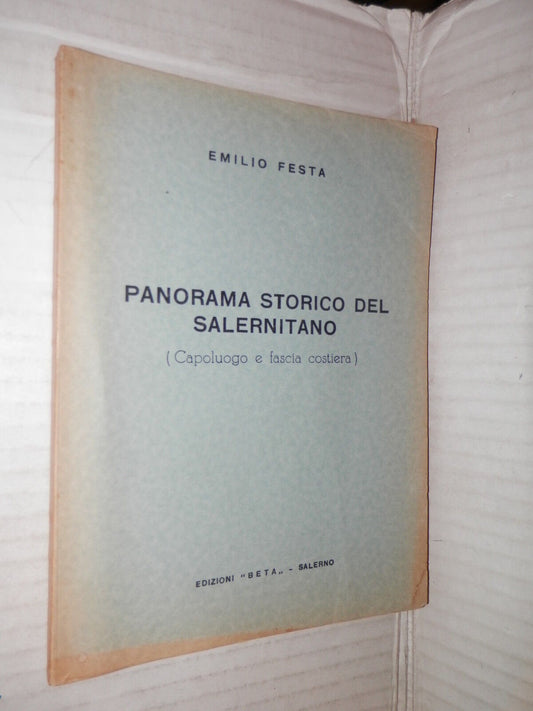 EMILIO FESTA
PANORAMA STORICO DEL
SALERNITANO
(Capoluogo e fascia costiera)
EDIZIONI "BETA„ - SALERNO